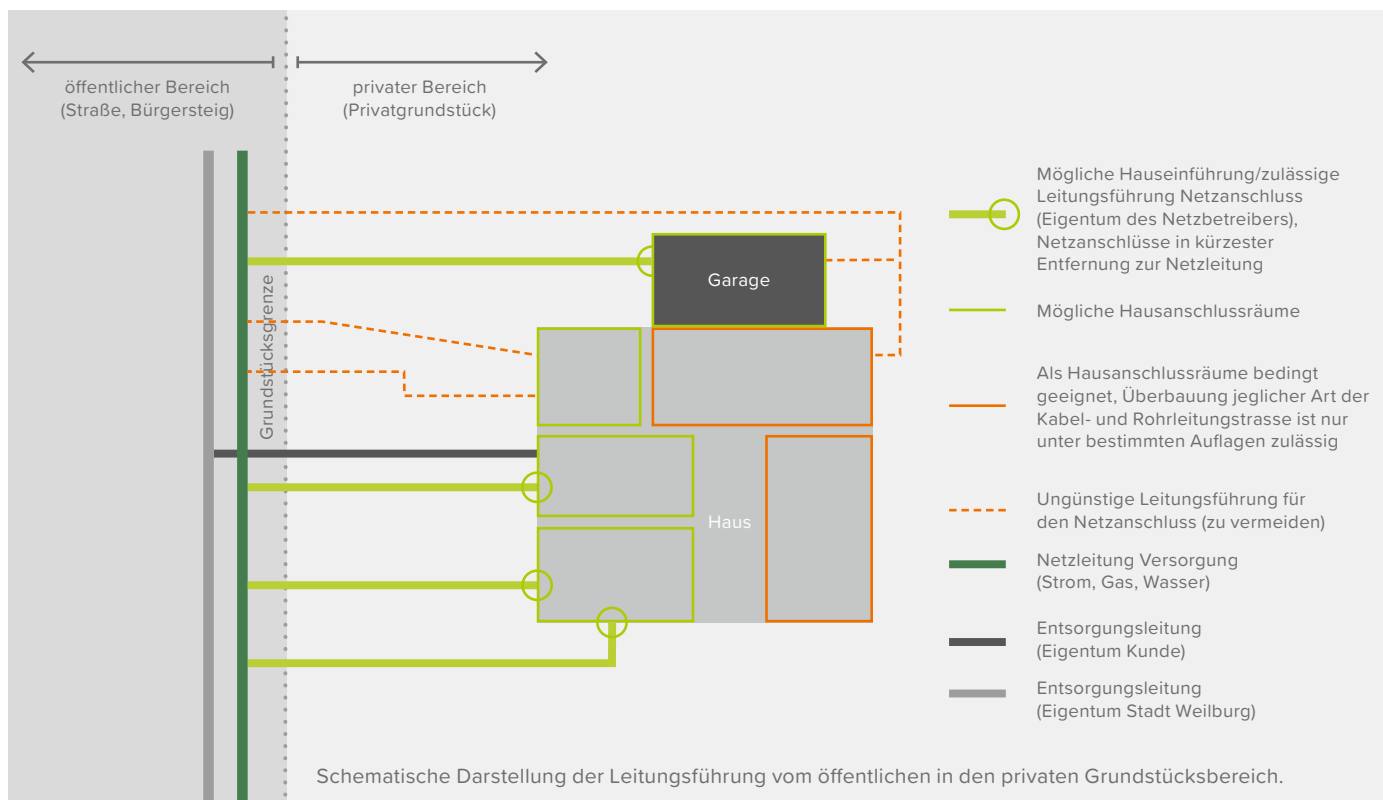 öffentlicher Bereich
(Straße, Bürgersteig)
privater Bereich
(Privatgrundstück)
Grundstücksgrenze
Garage
Haus
Mögliche Hauseinführung/zulässige
Leitungsführung Netzanschluss
(Eigentum des Netzbetreibers),
Netzanschlüsse in kürzester
Entfernung zur Netzleitung
Mögliche Hausanschlussräume
Als Hausanschlussräume bedingt
geeignet, Überbauung jeglicher Art der
Kabel- und Rohrleitungstrasse ist nur
unter bestimmten Auflagen zulässig
Ungünstige Leitungsführung für
den Netzanschluss (zu vermeiden)
Netzleitung Versorgung
(Strom, Gas, Wasser)
Entsorgungsleitung
(Eigentum Kunde)
Entsorgungsleitung
(Eigentum Stadt Weilburg)
Schematische Darstellung der Leitungsführung vom öffentlichen in den privaten Grundstücksbereich.